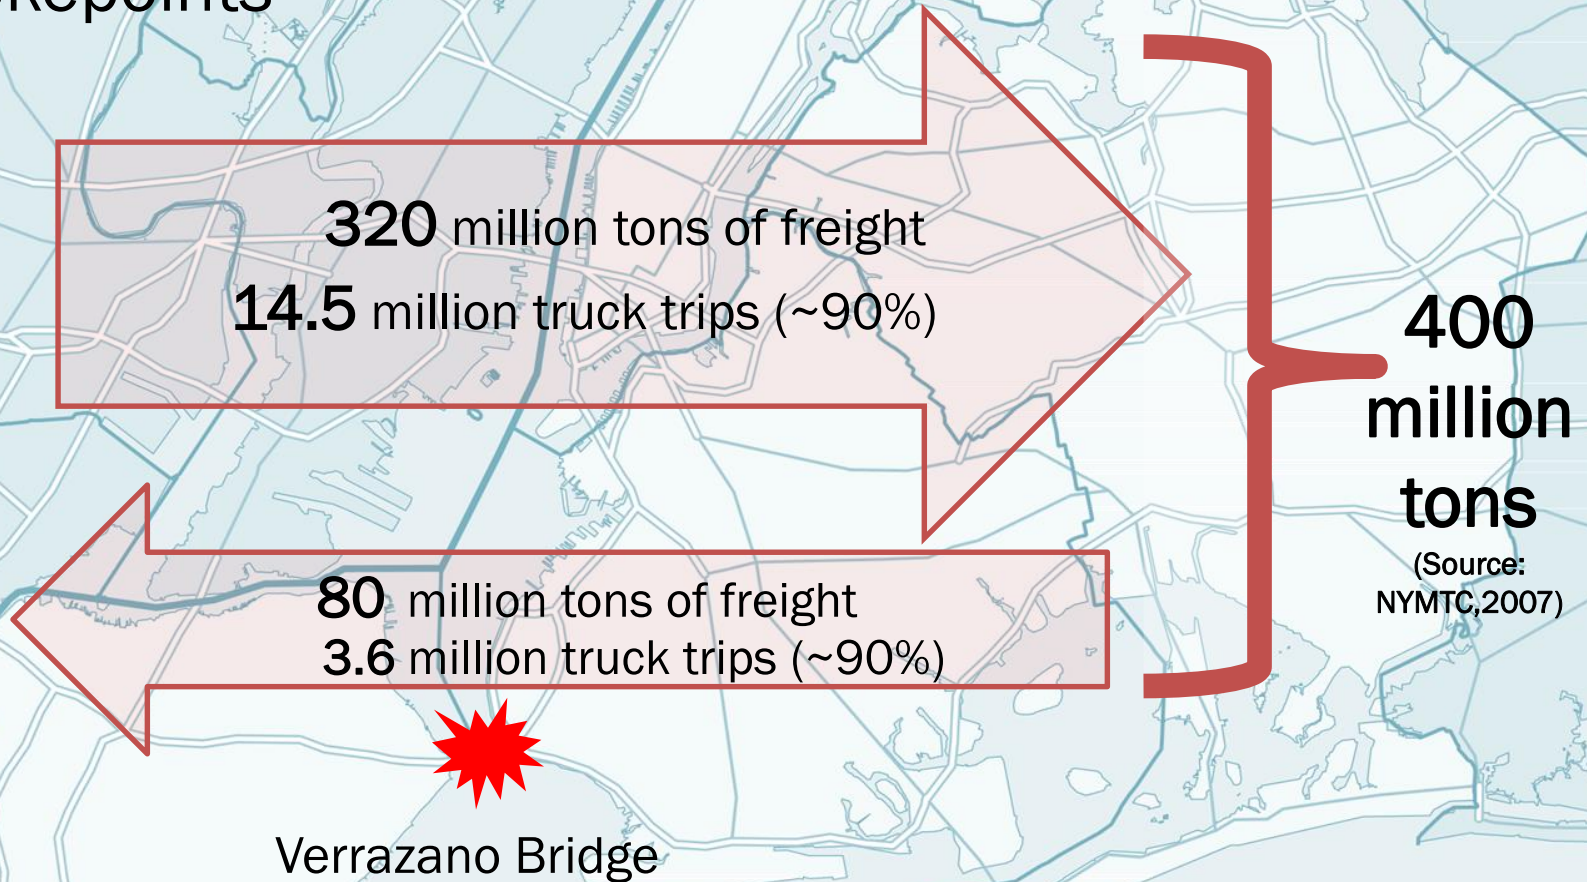 320 million tons of freight
14.5 million truck trips (~90%)
400
million
tons
(Source:
NYMTC,2007)
80 million tons of freight
3.6 million truck trips (~90%)
Verrazano Bridge